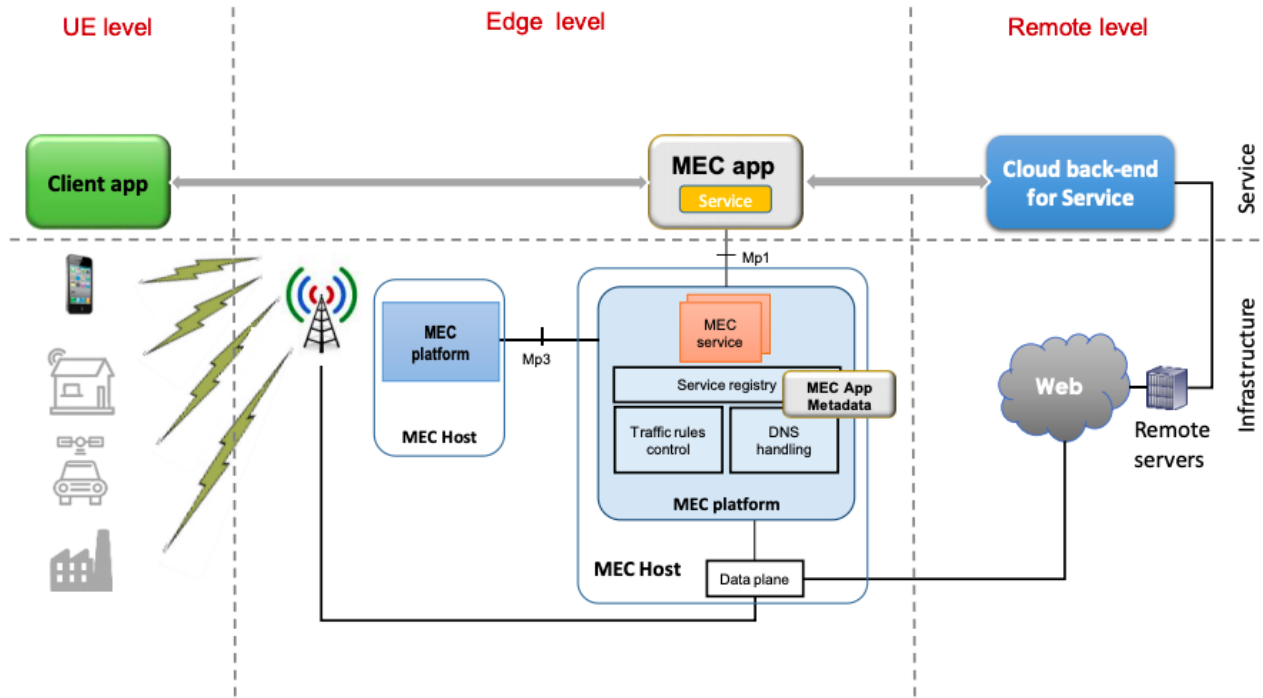 UE level
Edge level
Remote level
Client app
MEC app
Service
Cloud back-end
for Service
Service
Mp1
MEC
platform
Mp3
MEC Host
MEC
service
Service registry
MEC App
Metadata
Traffic rules
control
DNS
handling
MEC platform
MEC Host
Data plane
Web
Remote
servers
Infrastructure